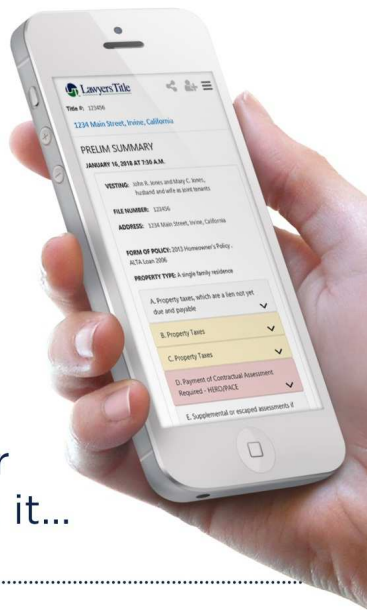 Lawyers Title
Title #: 123456
1234 Main Street, Irvine, California
PRELIM SUMMARY
JANUARY 16, 2018 AT 7:30 A.M.
VESTING: John R. Jones and Mary C. Jones,
husband and wife as joint tenants
FILE NUMBER: 123456
ADDRESS: 1234 Main Street, Irvine, California
FORM OF POLICY: 2013 Homeowner's Policy.
ALTA Loan 2006
PROPERTY TYPE: A single family residence
A. Property taxes, which are a lien not yet
due and payable
B. Property Taxes
C. Property Taxes
D. Payment of Contractual Assessment
Required - HERO/PACE
E. Supplemental or escaped assessments if
it...